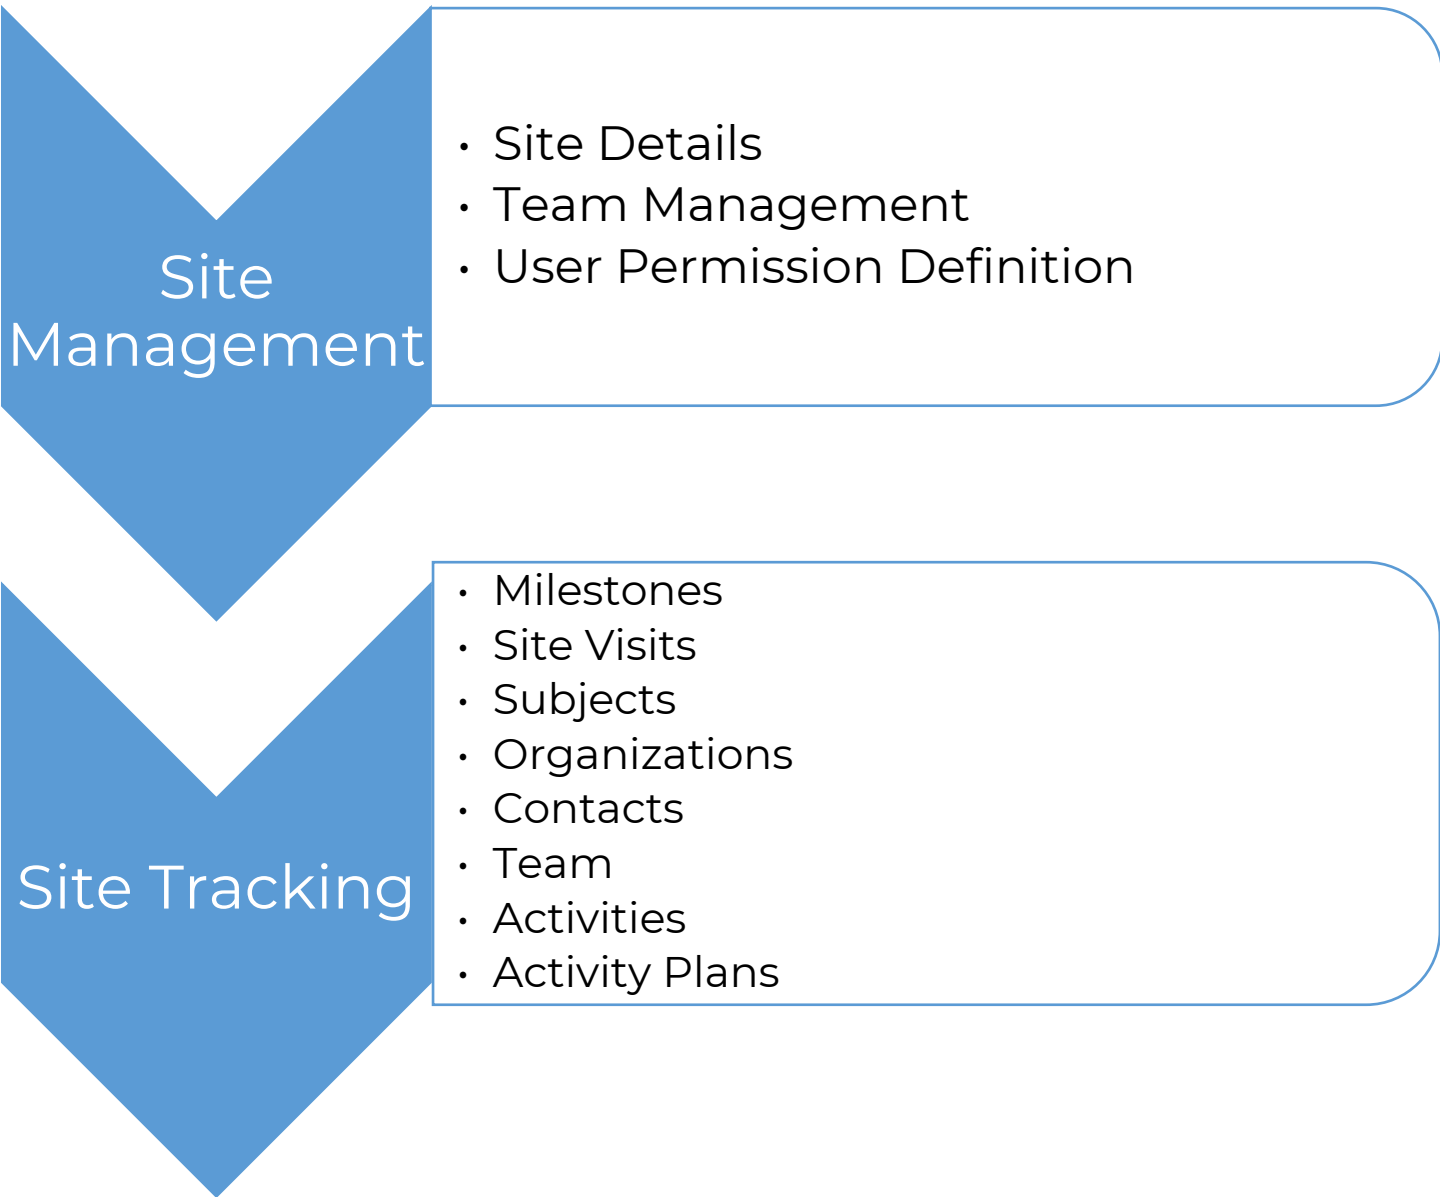 Site
Management
• Site Details
• Team Management
• User Permission Definition
Site Tracking
• Milestones
• Site Visits
• Subjects
• Organizations
• Contacts
• Team
• Activities
• Activity Plans